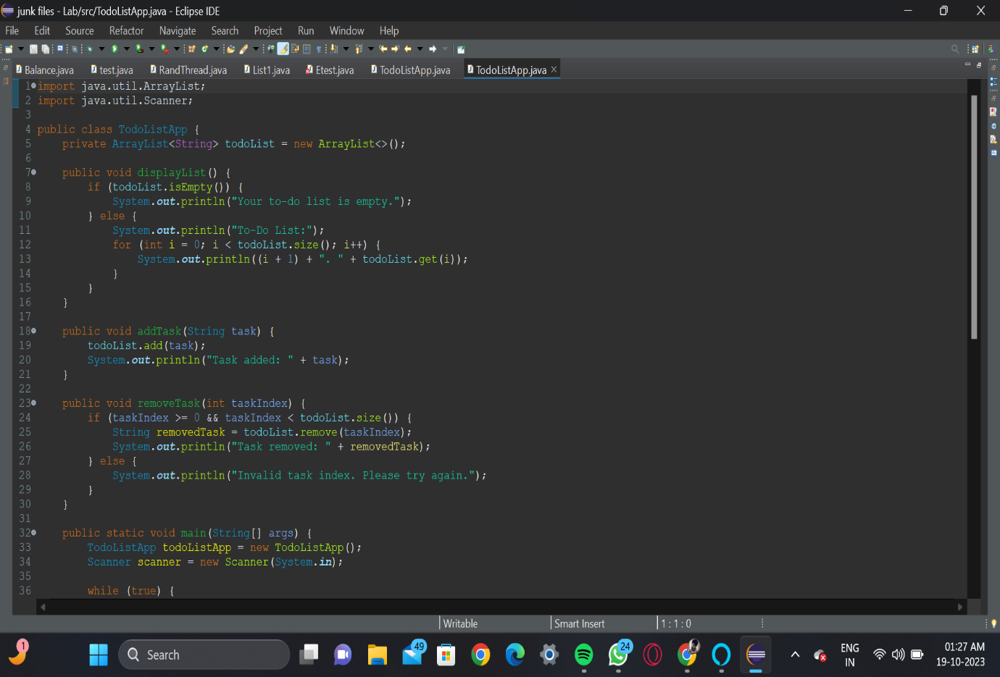 junk files - Lab/src/TodoListApp.java - Eclipse IDE
File Edit Source Refactor Navigate Search Project Run Window Help
Balance.java test.java RandThread.java List1.java Etest.java TodoListApp.java TodoListApp.java
1 import java.util.ArrayList;
2 import java.util.Scanner;
3
4 public class TodoListApp {
5     private ArrayList<String> todoList = new ArrayList<>();
6
7     public void displayList() {
8         if (todoList.isEmpty()) {
9             System.out.println("Your to-do list is empty.");
10         } else {
11             System.out.println("To-Do List:");
12             for (int i = 0; i < todoList.size(); i++) {
13                 System.out.println((i + 1) + ". " + todoList.get(i));
14             }
15         }
16     }
17
18     public void addTask(String task) {
19         todoList.add(task);
20         System.out.println("Task added: " + task);
21     }
22
23     public void removeTask(int taskIndex) {
24         if (taskIndex >= 0 && taskIndex < todoList.size()) {
25             String removedTask = todoList.remove(taskIndex);
26             System.out.println("Task removed: " + removedTask);
27         } else {
28             System.out.println("Invalid task index. Please try again.");
29         }
30     }
31
32     public static void main(String[] args) {
33         TodoListApp todoListApp = new TodoListApp();
34         Scanner scanner = new Scanner(System.in);
35
36         while (true) {
Writable Smart Insert 1 : 1 : 0
1
Search
49
24
ENG
IN
01:27 AM
19-10-2023